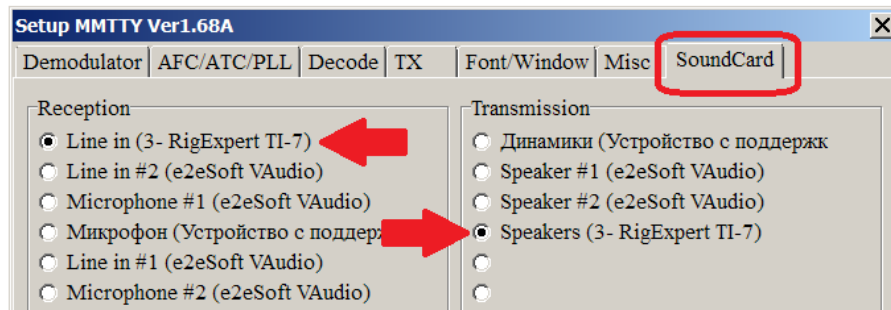 Setup MMTTY Ver1.68A
Demodulator AFC/ATC/PLL Decode TX Font/Window Misc SoundCard
Reception
Line in (3- RigExpert TI-7)
Line in #2 (e2eSoft VAudio)
Microphone #1 (e2eSoft VAudio)
Микрофон (Устройство с
Line in #1 (e2eSoft VAudio)
Microphone #2 (e2eSoft VAudio)
Transmission
Динамики (Устройство с поддержк
Speaker #1 (e2eSoft VAudio)
Speaker #2 (e2eSoft VAudio)
Speakers (3- RigExpert TI-7)